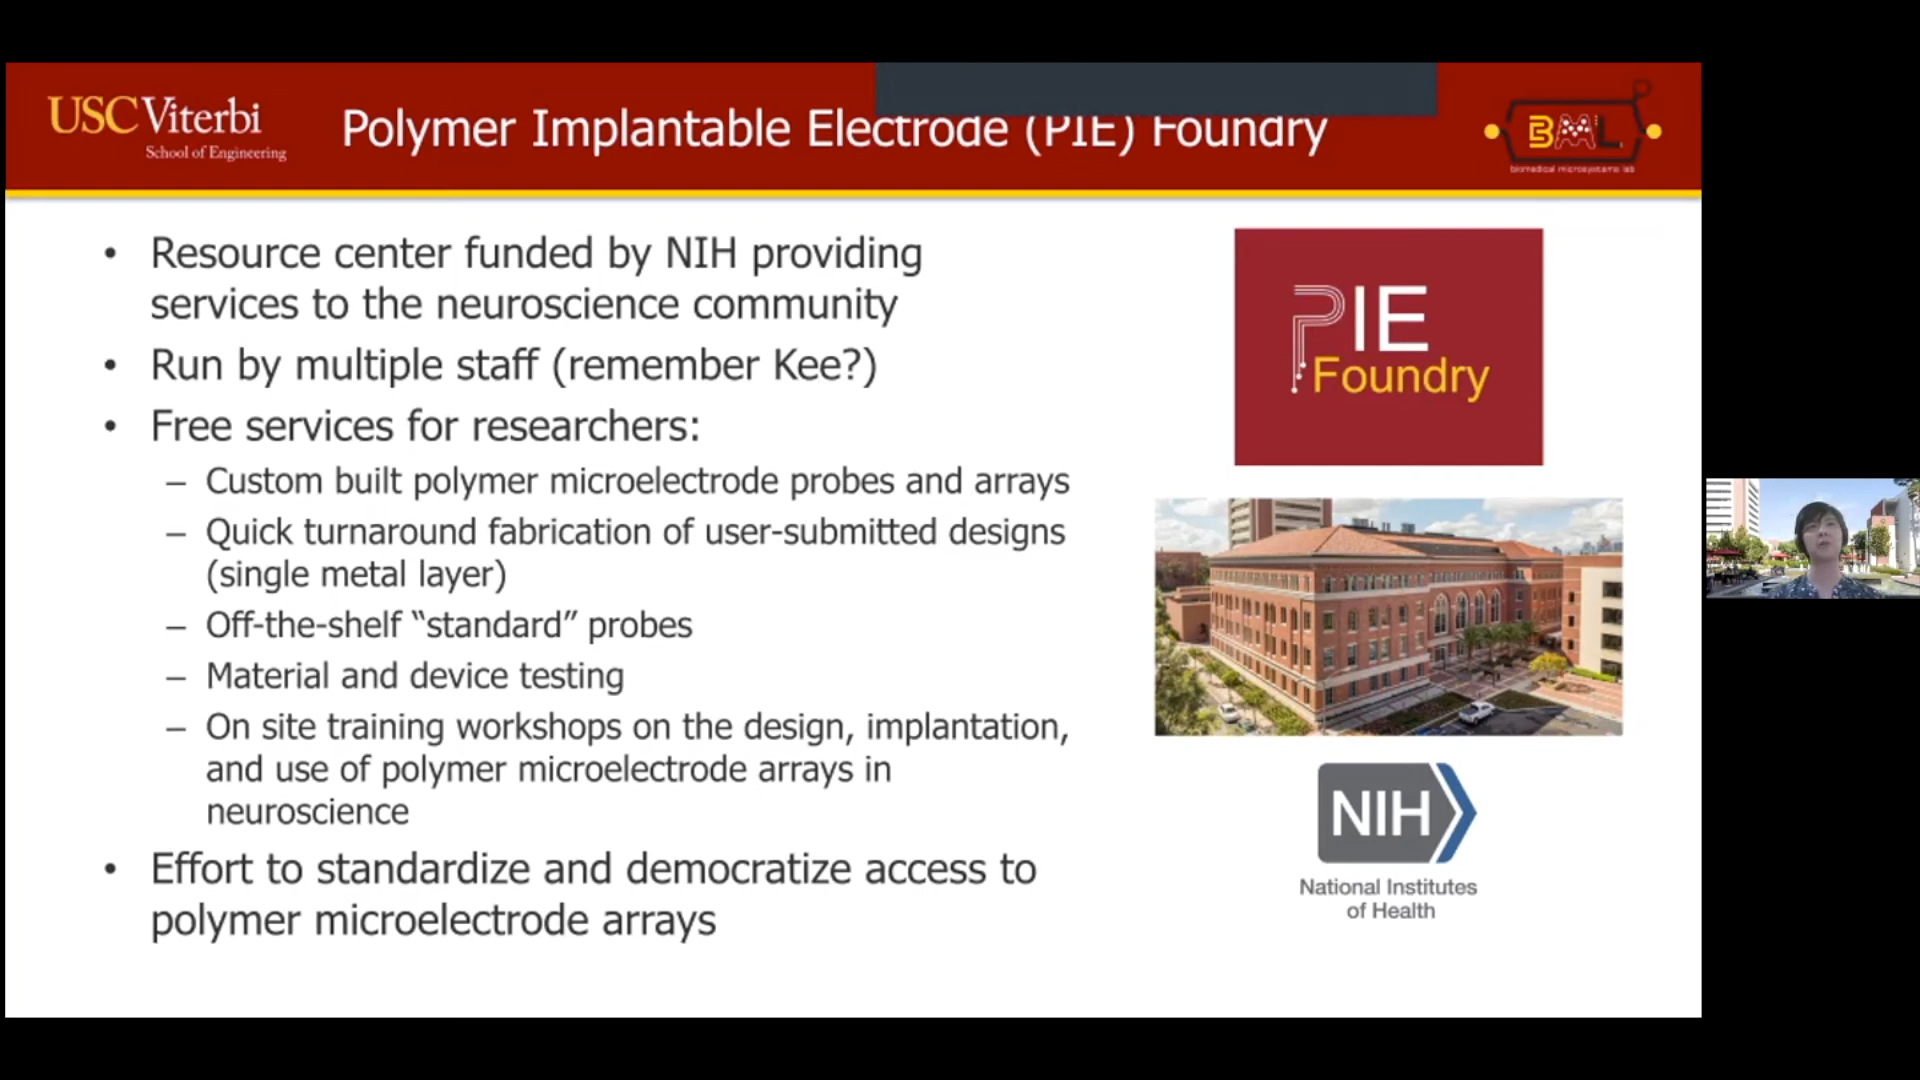 USC Viterbi
School of Engineering
Polymer Implantable Electrode (PIE) Foundry
BML
biomedical microsystems lab
• Resource center funded by NIH providing
services to the neuroscience community
• Run by multiple staff (remember Kee?)
• Free services for researchers:
– Custom built polymer microelectrode probes and arrays
– Quick turnaround fabrication of user-submitted designs
(single metal layer)
– Off-the-shelf “standard” probes
– Material and device testing
– On site training workshops on the design, implantation,
and use of polymer microelectrode arrays in
neuroscience
• Effort to standardize and democratize access to
polymer microelectrode arrays
PIE
Foundry
NIH
National Institutes
of Health